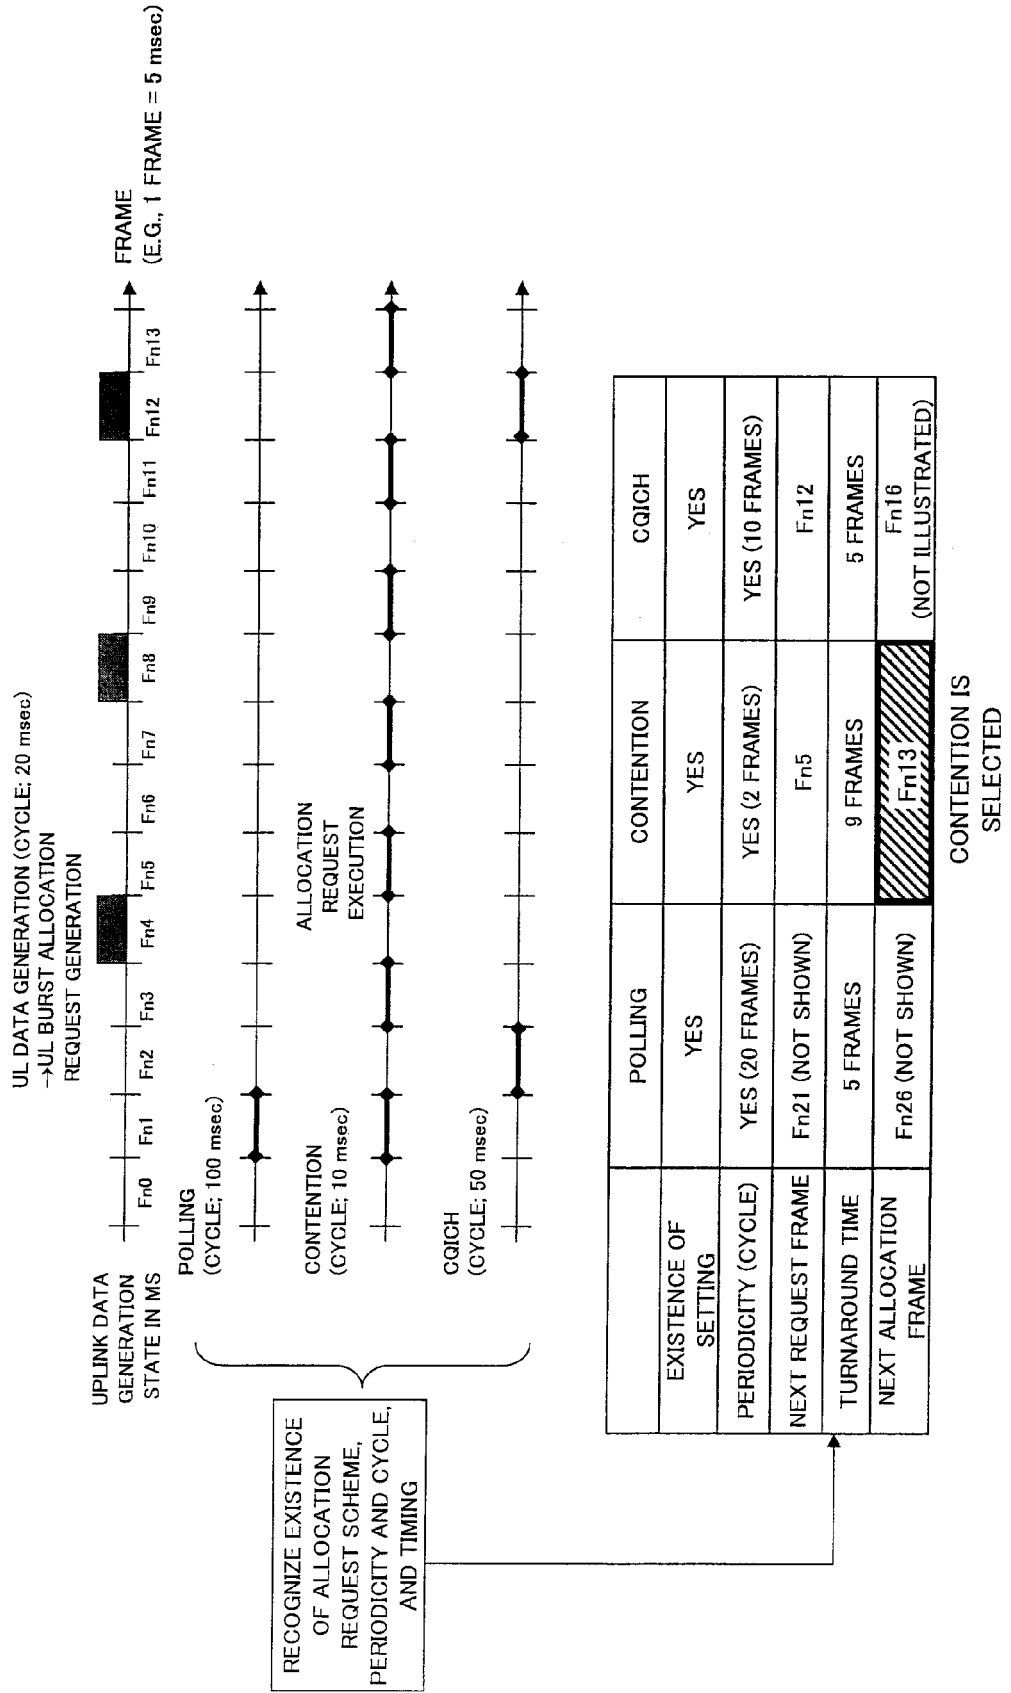 UL DATA GENERATION (CYCLE; 20 msec)
→UL BURST ALLOCATION
REQUEST GENERATION
UPLINK DATA
GENERATION
STATE IN MS
Fn0
Fn1
Fn2
Fn3
Fn4
Fn5
Fn6
Fn7
Fn8
Fn9
Fn10
Fn11
Fn12
Fn13
FRAME
(E.G., 1 FRAME = 5 msec)
POLLING
(CYCLE; 100 msec)
CONTENTION
(CYCLE; 10 msec)
ALLOCATION
REQUEST
EXECUTION
CQICH
(CYCLE; 50 msec)
RECOGNIZE EXISTENCE
OF ALLOCATION
REQUEST SCHEME,
PERIODICITY AND CYCLE,
AND TIMING
POLLING
CONTENTION
CQICH
EXISTENCE OF
SETTING
YES
YES
YES
PERIODICITY (CYCLE)
YES (20 FRAMES)
YES (2 FRAMES)
YES (10 FRAMES)
NEXT REQUEST FRAME
Fn21 (NOT SHOWN)
Fn5
Fn12
TURNAROUND TIME
5 FRAMES
9 FRAMES
5 FRAMES
NEXT ALLOCATION
FRAME
Fn26 (NOT SHOWN)
Fn13
Fn16
(NOT ILLUSTRATED)
CONTENTION IS
SELECTED